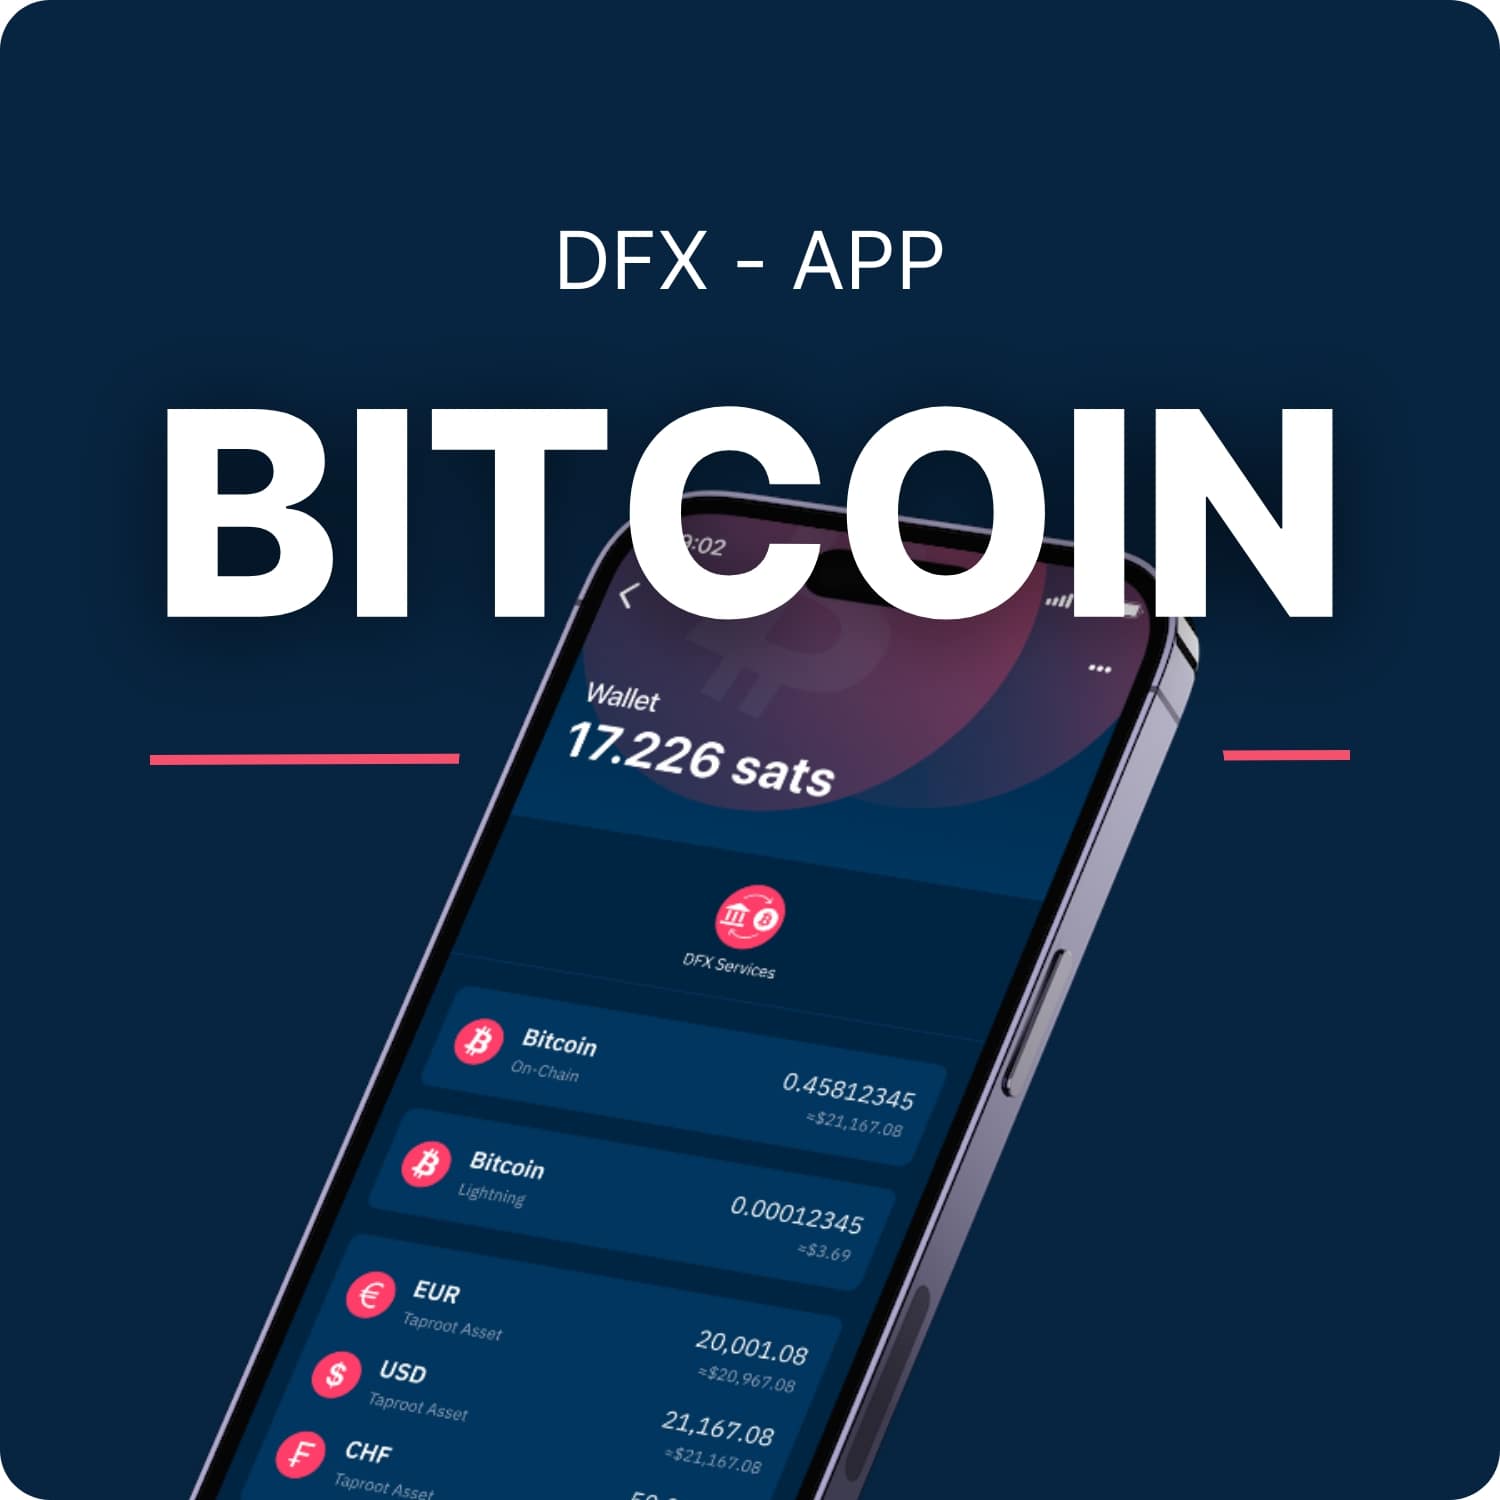 DFX - APP
BITCOIN
9:02
Wallet
17.226 sats
DFX Services
Bitcoin
On-Chain
0.45812345
≈$21,167.08
Bitcoin
Lightning
0.00012345
≈$3.69
EUR
Taproot Asset
20,001.08
≈$20,967.08
USD
Taproot Asset
21,167.08
≈$21,167.08
CHF
Taproot Asset